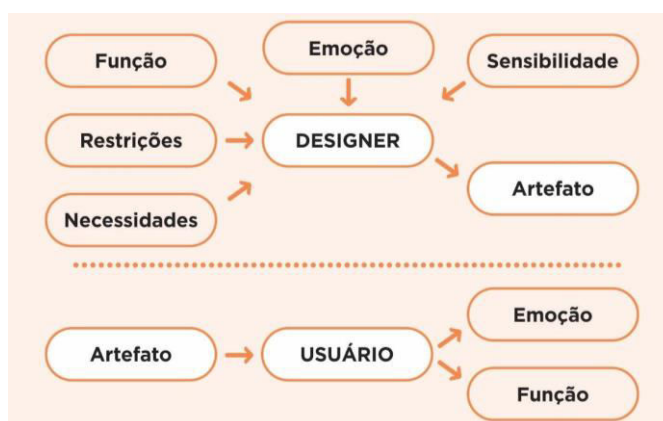 Função
Emoção
Sensibilidade
Restrições
DESIGNER
Artefato
Necessidades
Artefato
USUÁRIO
Emoção
Função